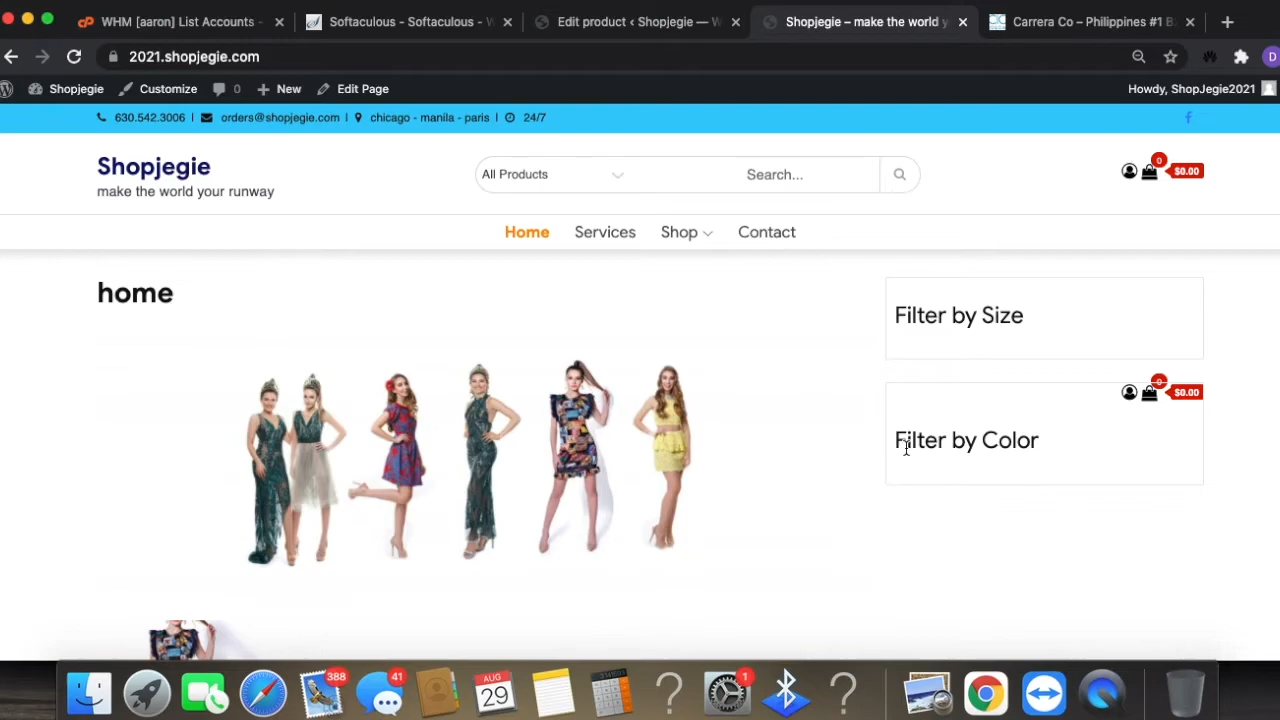 WHM [aaron] List Accounts -
Softaculous - Softaculous - W
Edit product ‹ Shopjegie — W
Shopjegie – make the world y
Carrera Co – Philippines #1 B
2021.shopjegie.com
D
Shopjegie
Customize
0
New
Edit Page
Howdy, ShopJegie2021
630.542.3006 | orders@shopjegie.com | chicago - manila - paris | 24/7
Shopjegie
make the world your runway
All Products
Search...
0
$0.00
Home
Services
Shop
Contact
home
Filter by Size
0
$0.00
Filter by Color
388
41
AUG
29
1